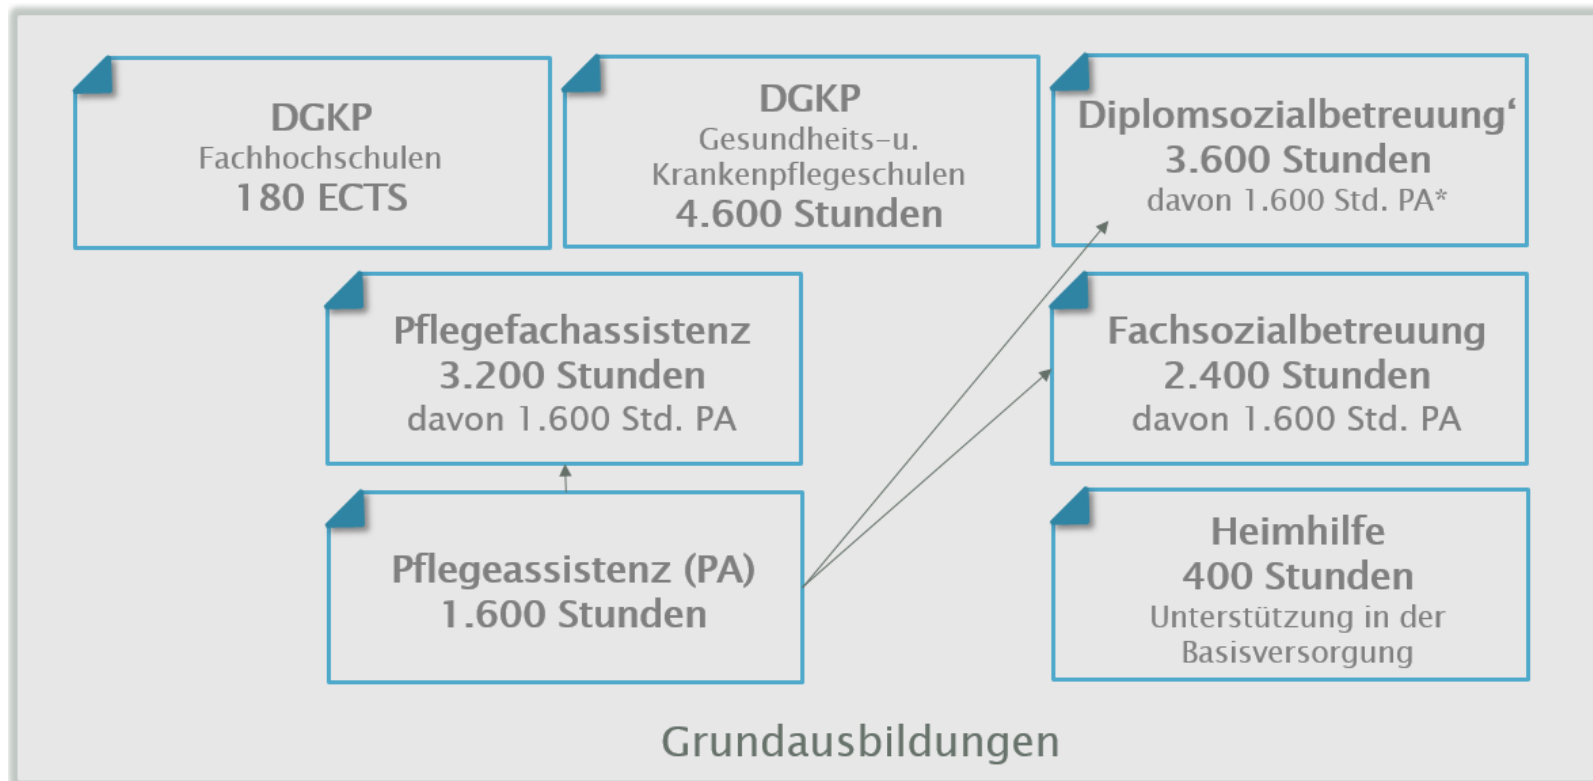 DGKP
Fachhochschulen
180 ECTS
DGKP
Gesundheits-u.
Krankenpflegeschulen
4.600 Stunden
Diplomsozialbetreuung‘
3.600 Stunden
davon 1.600 Std. PA*
Pflegefachassistenz
3.200 Stunden
davon 1.600 Std. PA
Fachsozialbetreuung
2.400 Stunden
davon 1.600 Std. PA
Pflegeassistenz (PA)
1.600 Stunden
Heimhilfe
400 Stunden
Unterstützung in der
Basisversorgung
Grundausbildungen